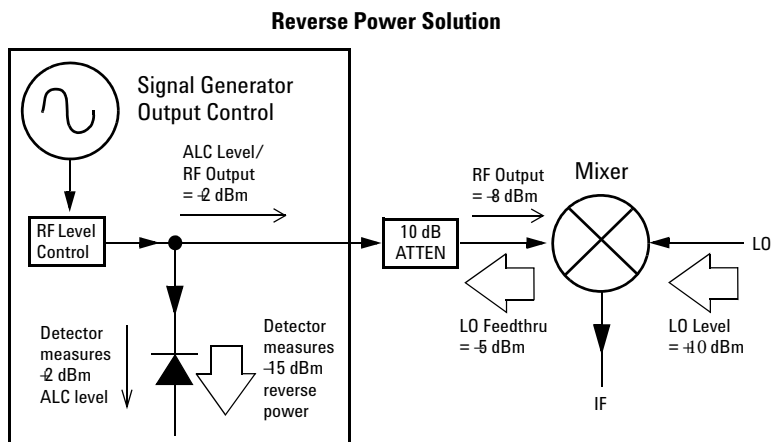 Reverse Power Solution
Signal Generator
Output Control
ALC Level/
RF Output
= +2 dBm
RF Output
= -8 dBm
Mixer
RF Level
Control
10 dB
ATTEN
LO
LO Feedthru
= -5 dBm
LO Level
= +10 dBm
Detector
measures
+2 dBm
ALC level
Detector
measures
-15 dBm
reverse
power
IF